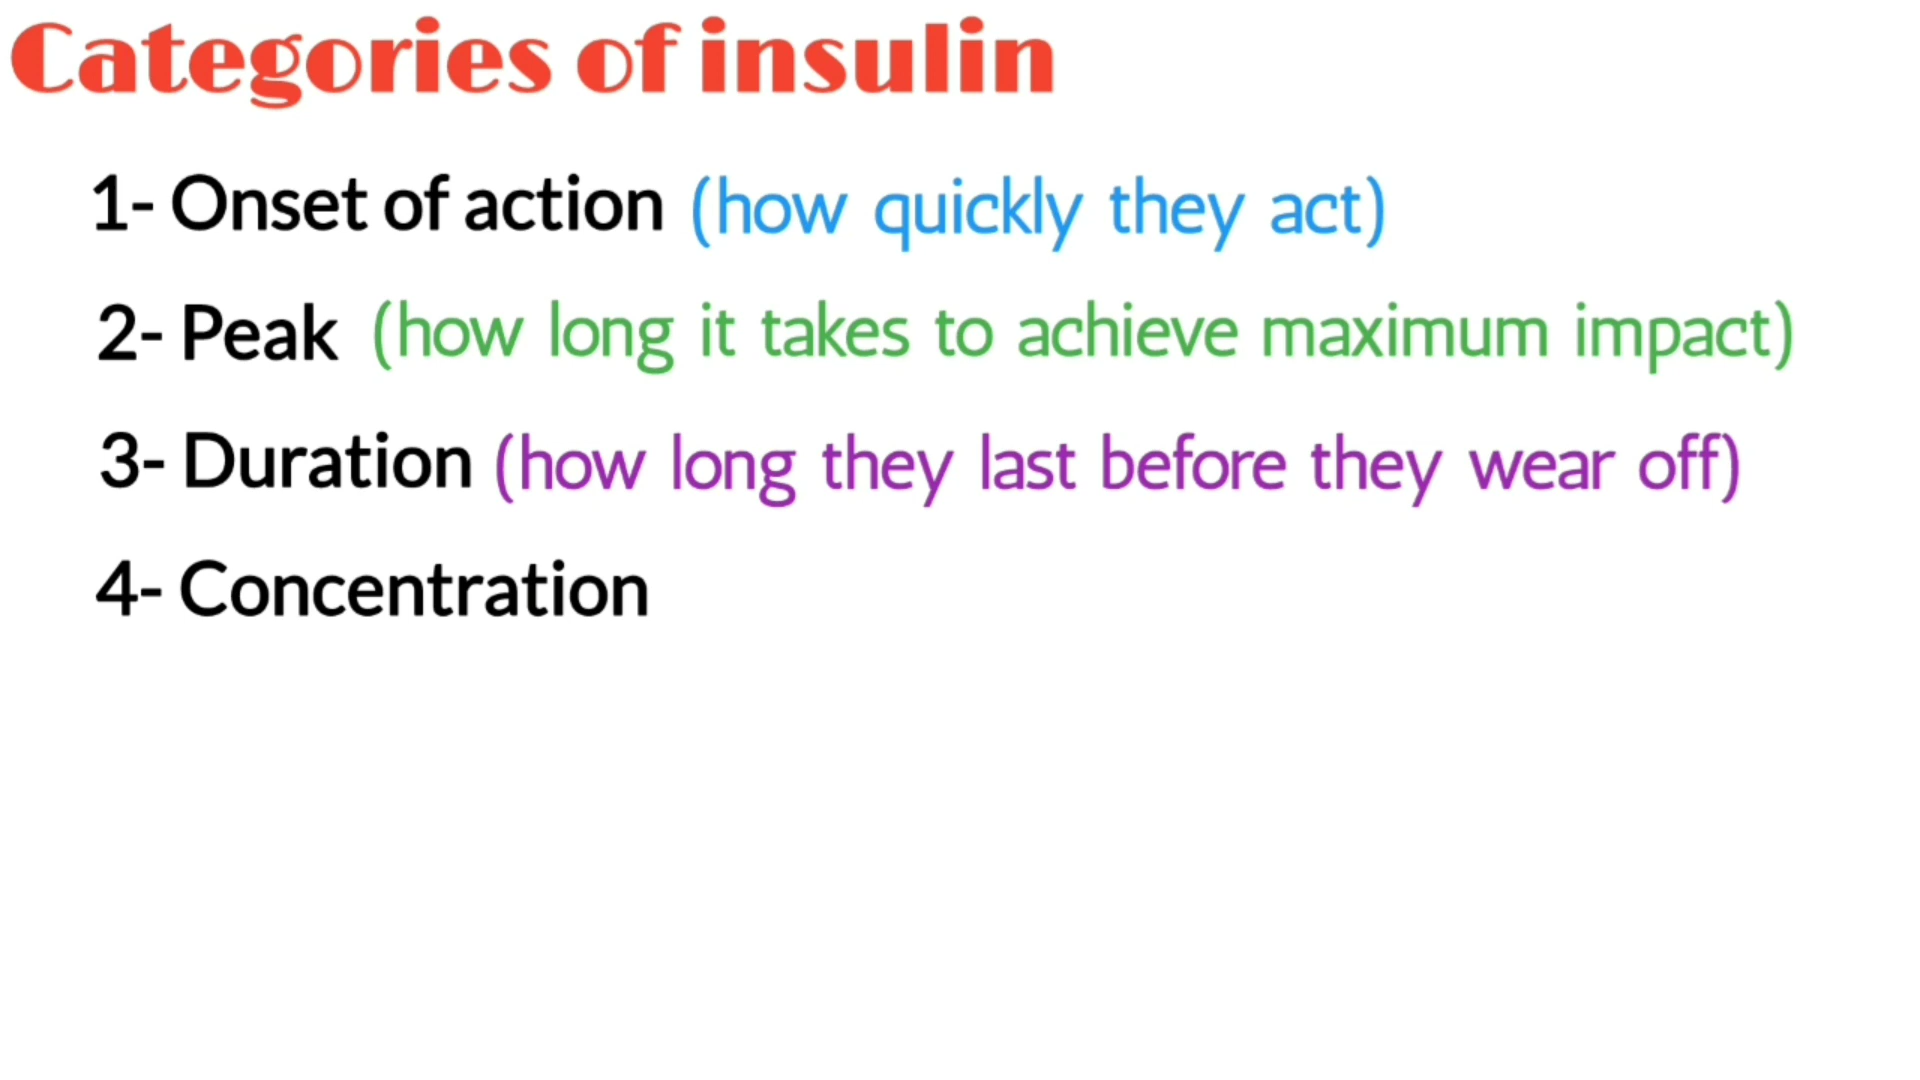 Categories of insulin
1- Onset of action (how quickly they act)
2- Peak (how long it takes to achieve maximum impact)
3- Duration (how long they last before they wear off)
4- Concentration